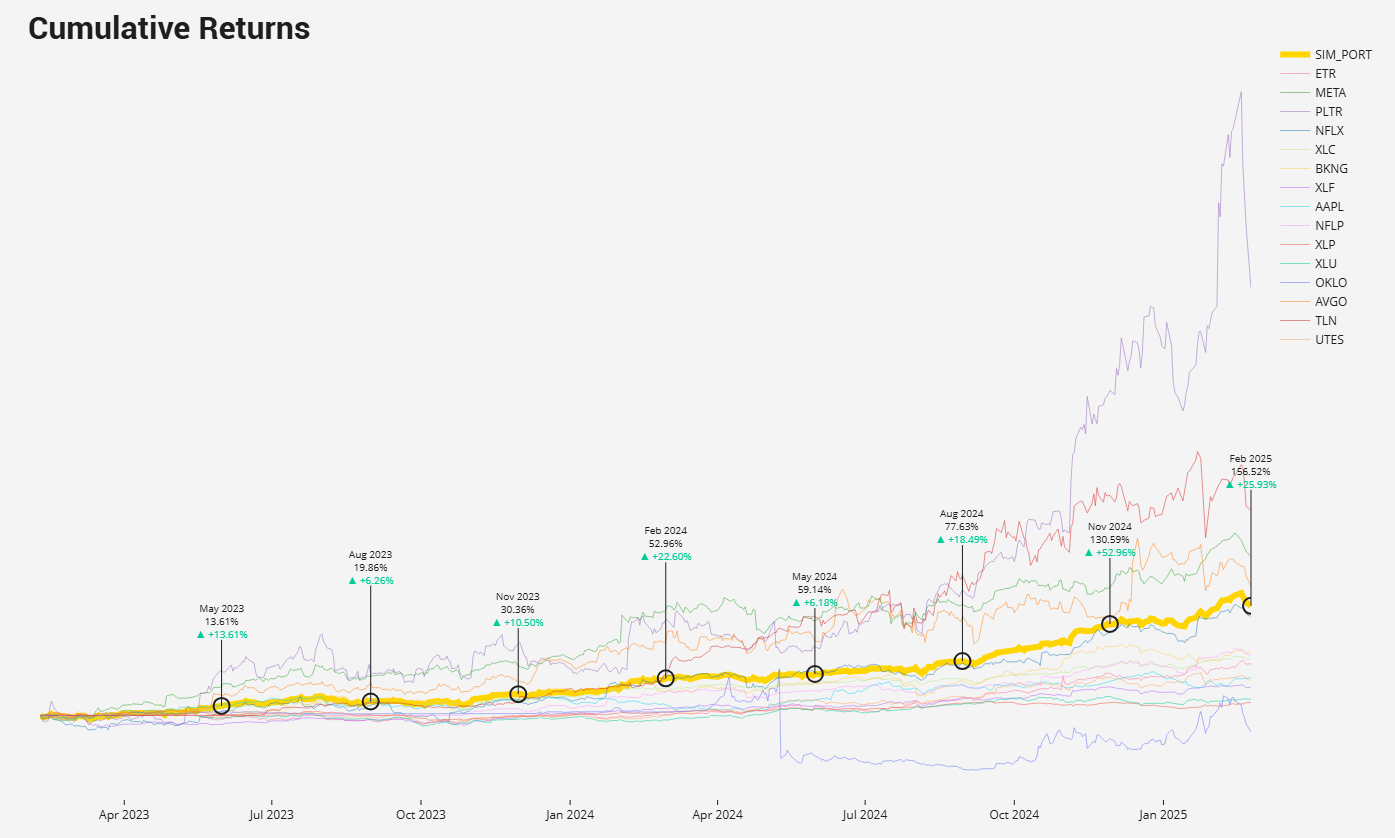 Cumulative Returns
SIM_PORT
ETR
META
PLTR
NFLX
XLC
BKNG
XLF
AAPL
NFLP
XLP
XLU
OKLO
AVGO
TLN
UTES
May 2023
13.61%
▲ +13.61%
Aug 2023
19.86%
▲ +6.26%
Nov 2023
30.36%
▲ +10.50%
Feb 2024
52.96%
▲ +22.60%
May 2024
59.14%
▲ +6.18%
Aug 2024
77.63%
▲ +18.49%
Nov 2024
130.59%
▲ +52.96%
Feb 2025
156.52%
▲ +25.93%
Apr 2023
Jul 2023
Oct 2023
Jan 2024
Apr 2024
Jul 2024
Oct 2024
Jan 2025